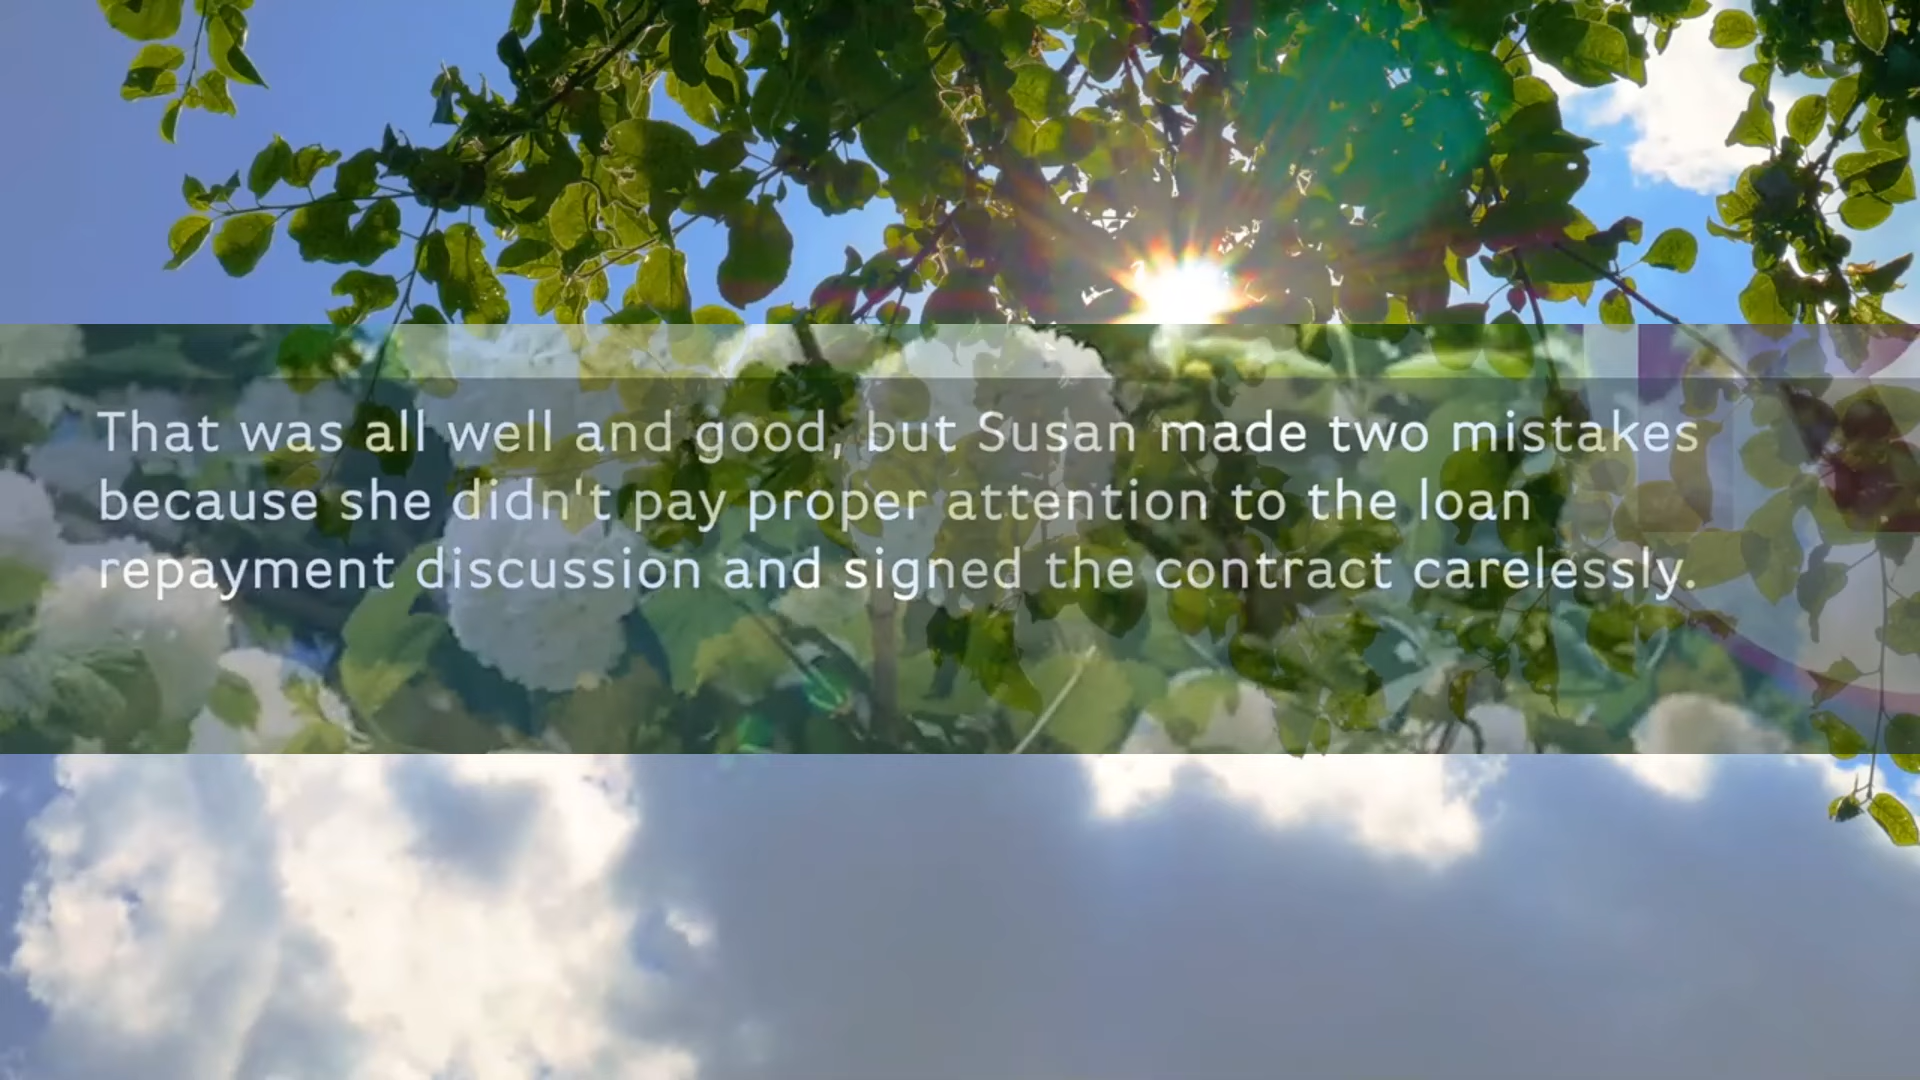 That was all well and good, but Susan made two mistakes
because she didn't pay proper attention to the loan
repayment discussion and signed the contract carelessly.